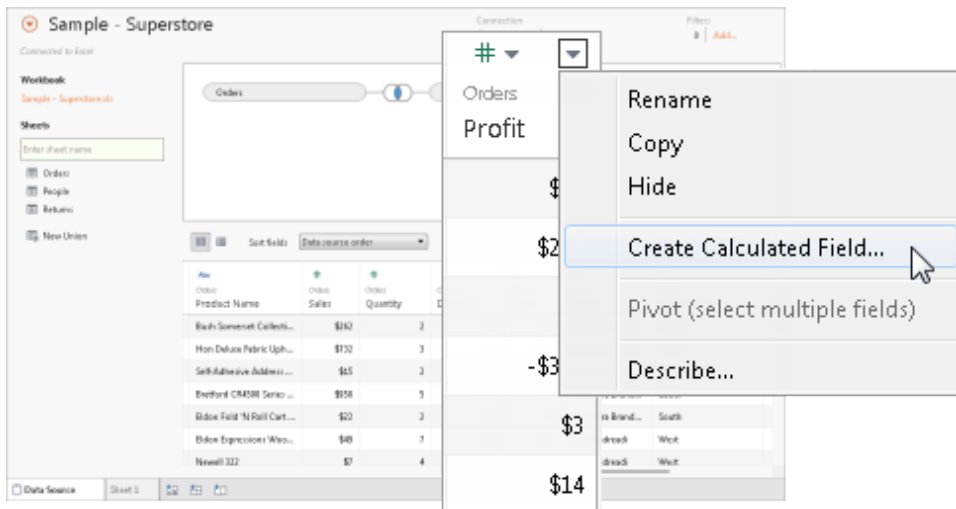 Sample - Superstore
Connected to Excel
Connection
Filters
0 Add...
Workbook
Sample - Superstore.xls
Sheets
Enter sheet name
Orders
People
Returns
New Union
Orders
Sort fields Data source order
Abc
Orders Orders Orders
Product Name Sales Quantity
Bush Somerset Collecti... $262 2
Hon Deluxe Fabric Uph... $732 3
Self-Adhesive Address ... $15 2
Bretford CR4500 Series ... $958 5
Eldon Fold 'N Roll Cart ... $22 2
Eldon Expressions Woo... $49 7
Newell 322 $7 4
Orders
Profit
$
$2
-$3
$3
$14
Rename
Copy
Hide
Create Calculated Field...
Pivot (select multiple fields)
Describe...
South
West
West
Data Source Sheet 1